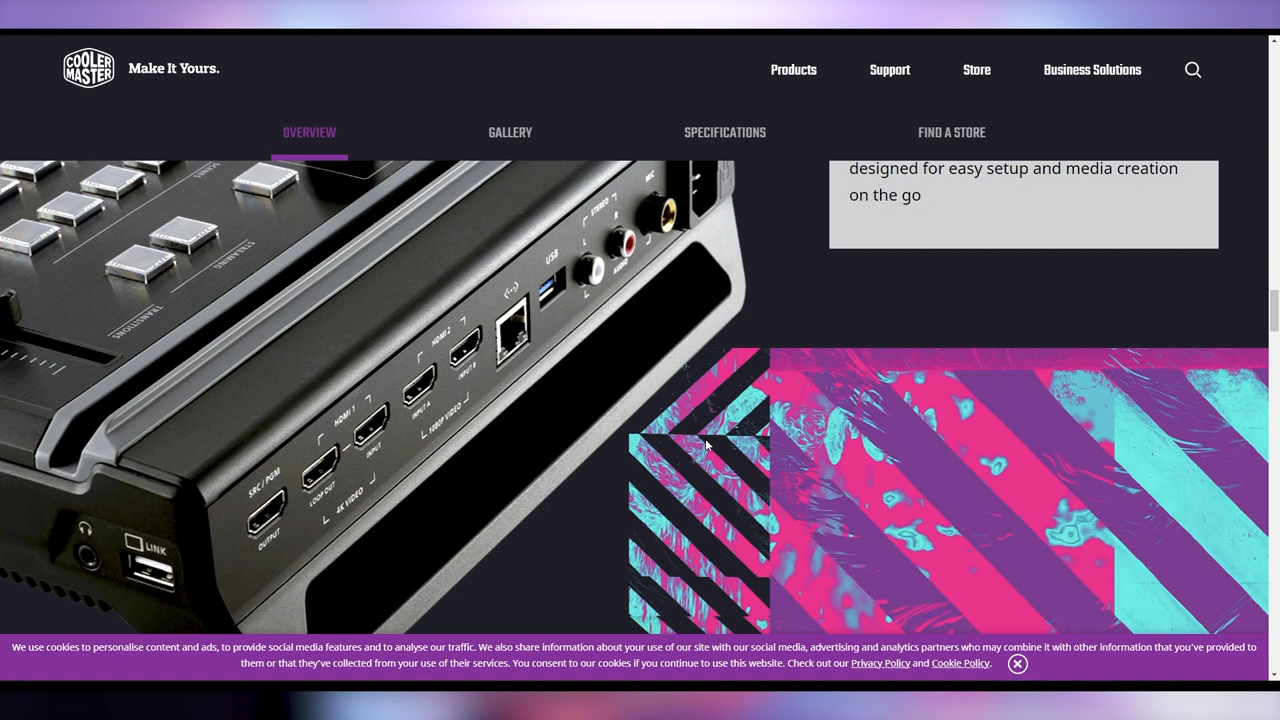 COOLER
MASTER
Make It Yours.
Products
Support
Store
Business Solutions
OVERVIEW
GALLERY
SPECIFICATIONS
FIND A STORE
designed for easy setup and media creation
on the go
SCENES
STREAMING
TRANSITIONS
MIC
STEREO
R
L
AUDIO
USB
HDMI 2
INPUT B
INPUT A
1080P VIDEO
HDMI 1
INPUT
LOOP OUT
4K VIDEO
SRC / PGM
OUTPUT
LINK
We use cookies to personalise content and ads, to provide social media features and to analyse our traffic. We also share information about your use of our site with our social media, advertising and analytics partners who may combine it with other information that you've provided to
them or that they've collected from your use of their services. You consent to our cookies if you continue to use this website. Check out our Privacy Policy and Cookie Policy.